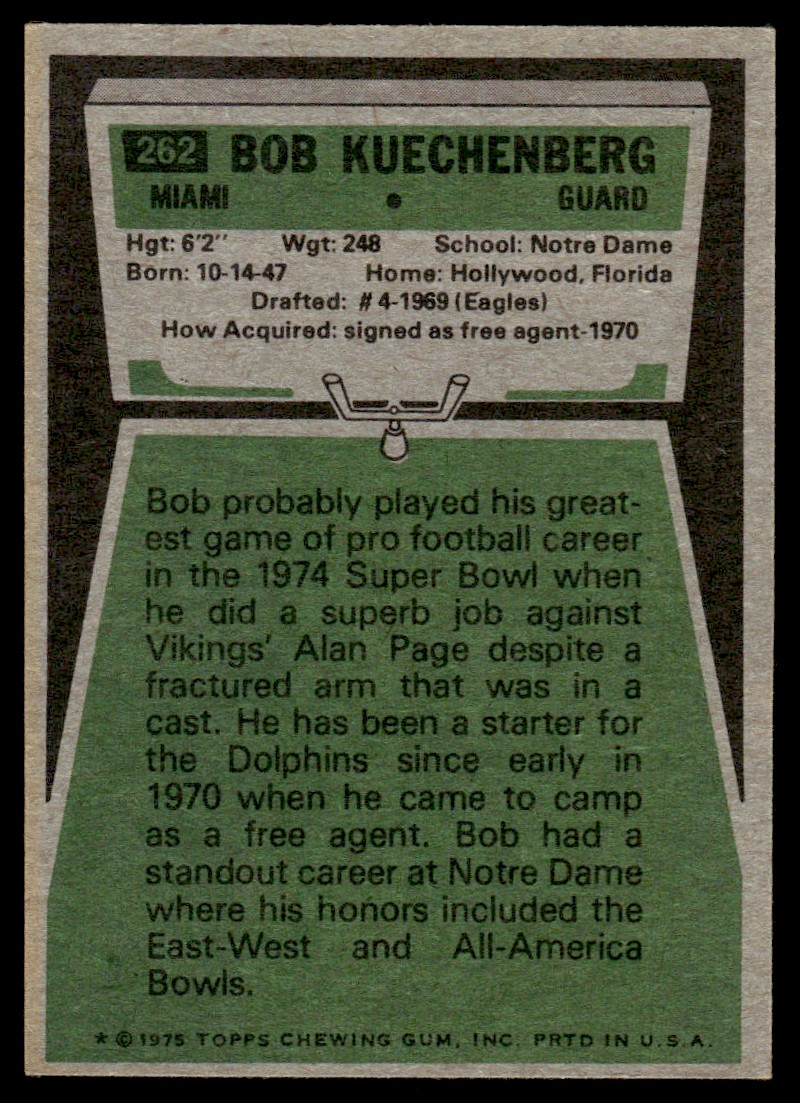 262 BOB KUECHENBERG
MIAMI • GUARD
Hgt: 6'2" Wgt: 248 School: Notre Dame
Born: 10-14-47 Home: Hollywood, Florida
Drafted: #4-1969 (Eagles)
How Acquired: signed as free agent-1970
Bob probably played his great-
est game of pro football career
in the 1974 Super Bowl when
he did a superb job against
Vikings' Alan Page despite a
fractured arm that was in a
cast. He has been a starter for
the Dolphins since early in
1970 when he came to camp
as a free agent. Bob had a
standout career at Notre Dame
where his honors included the
East-West and All-America
Bowls.
* © 1975 TOPPS CHEWING GUM, INC. PRTD IN U.S.A.